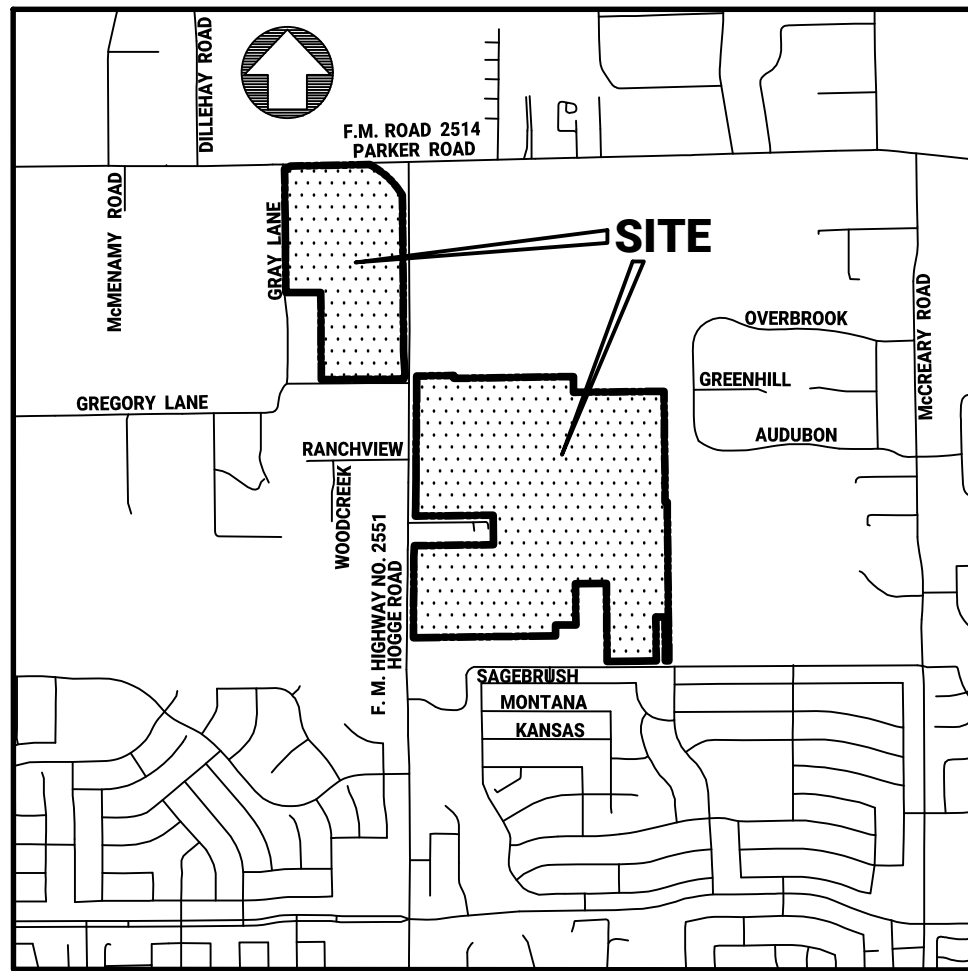 DILLEHAY ROAD
F.M. ROAD 2514
PARKER ROAD
McMENAMY ROAD
GRAY LANE
SITE
OVERBROOK
McCREARY ROAD
GREENHILL
GREGORY LANE
AUDUBON
RANCHVIEW
WOODCREEK
F. M. HIGHWAY NO. 2551
HOGGE ROAD
SAGEBRUSH
MONTANA
KANSAS